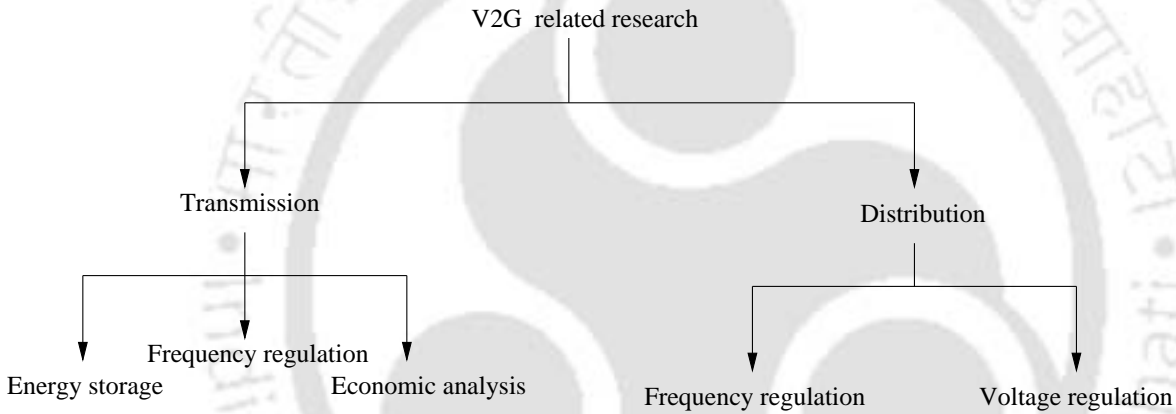 V2G related research
Transmission
Distribution
Energy storage
Frequency regulation
Economic analysis
Frequency regulation
Voltage regulation